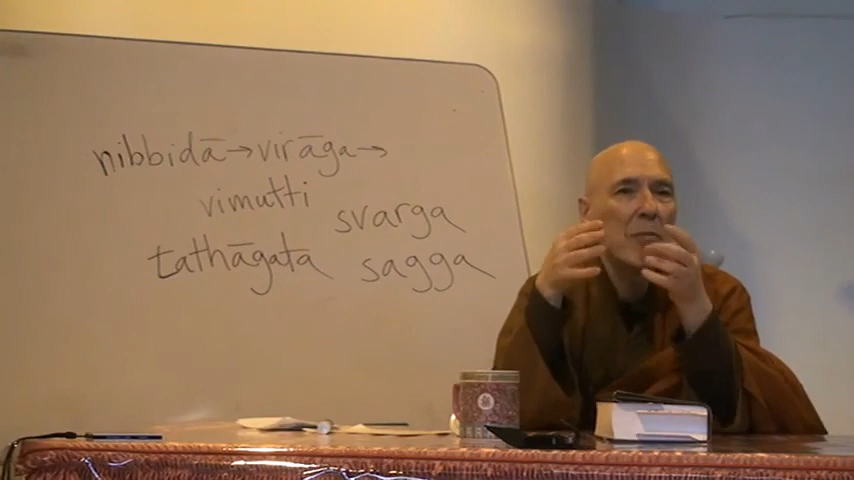 nibbidā→virāga→
vimutti
svarga
tathāgata
sagga